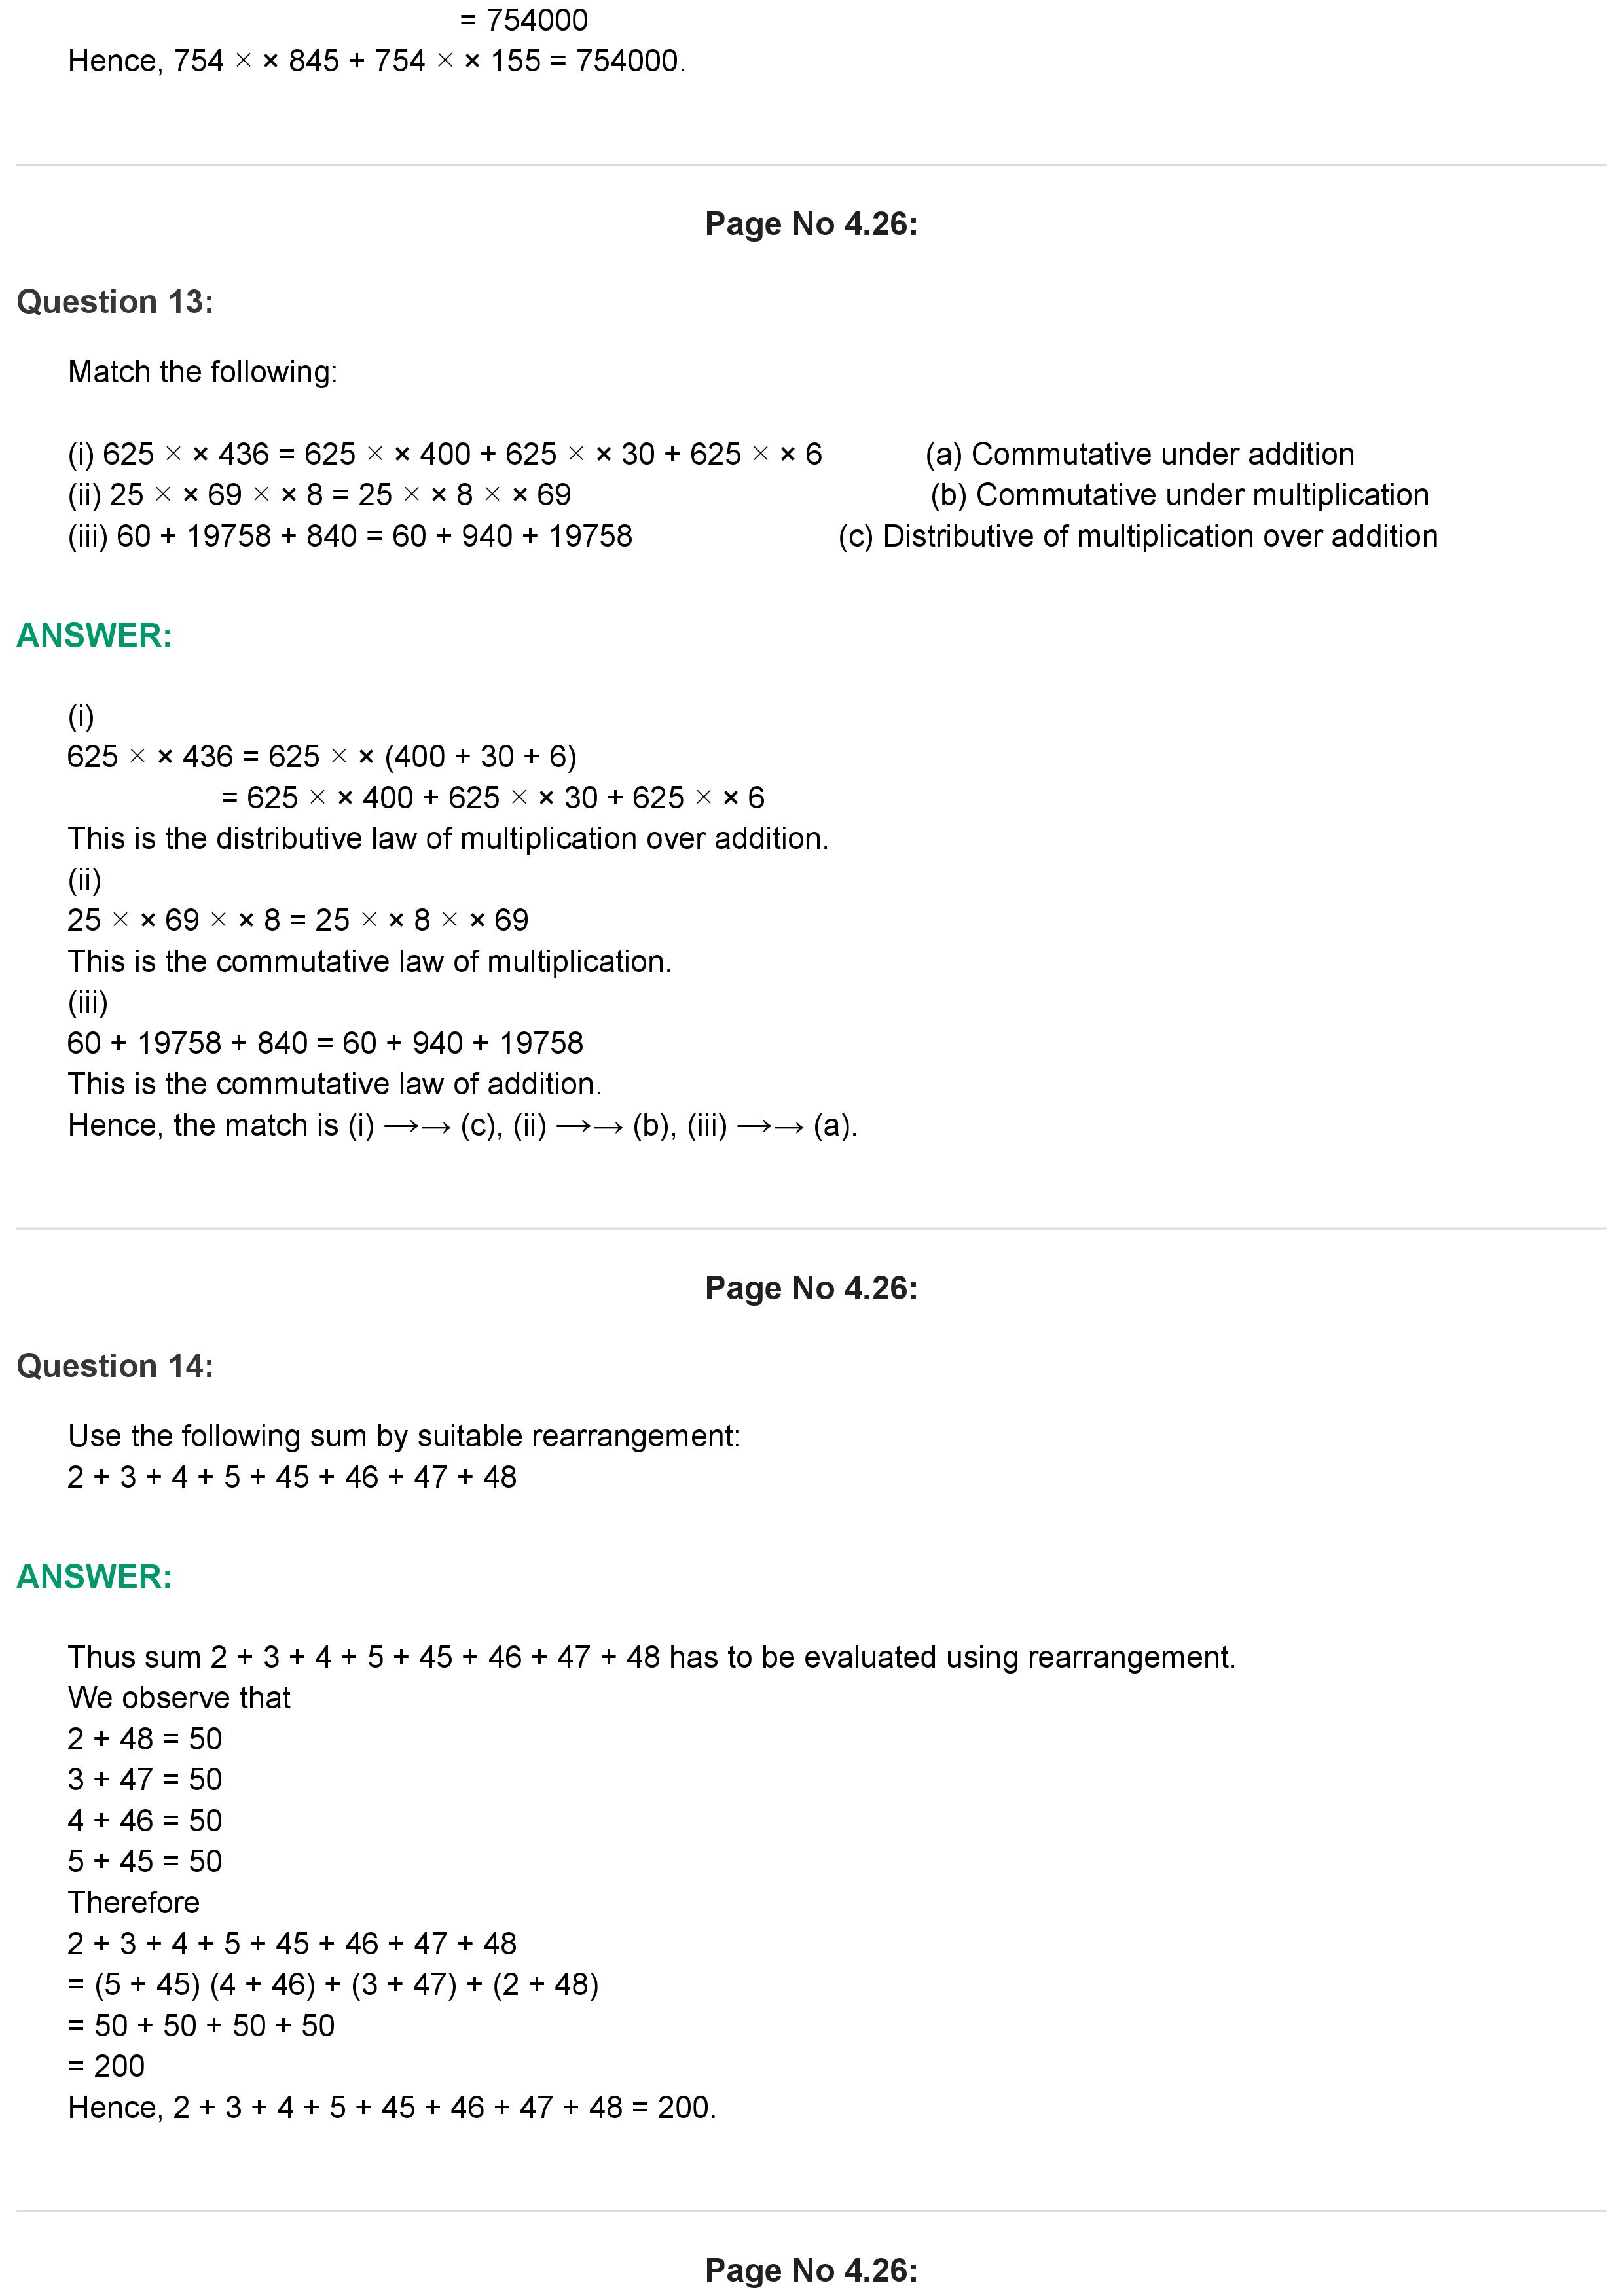 = 754000
Hence, 754 × × 845 + 754 × × 155 = 754000.
Page No 4.26:
Question 13:
Match the following:
(i) 625 × × 436 = 625 × × 400 + 625 × × 30 + 625 × × 6 (a) Commutative under addition
(ii) 25 × × 69 × × 8 = 25 × × 8 × × 69 (b) Commutative under multiplication
(iii) 60 + 19758 + 840 = 60 + 940 + 19758 (c) Distributive of multiplication over addition
ANSWER:
(i)
625 × × 436 = 625 × × (400 + 30 + 6)
= 625 × × 400 + 625 × × 30 + 625 × × 6
This is the distributive law of multiplication over addition.
(ii)
25 × × 69 × × 8 = 25 × × 8 × × 69
This is the commutative law of multiplication.
(iii)
60 + 19758 + 840 = 60 + 940 + 19758
This is the commutative law of addition.
Hence, the match is (i) ⟶→ (c), (ii) ⟶→ (b), (iii) ⟶→ (a).
Page No 4.26:
Question 14:
Use the following sum by suitable rearrangement:
2 + 3 + 4 + 5 + 45 + 46 + 47 + 48
ANSWER:
Thus sum 2 + 3 + 4 + 5 + 45 + 46 + 47 + 48 has to be evaluated using rearrangement.
We observe that
2 + 48 = 50
3 + 47 = 50
4 + 46 = 50
5 + 45 = 50
Therefore
2 + 3 + 4 + 5 + 45 + 46 + 47 + 48
= (5 + 45) (4 + 46) + (3 + 47) + (2 + 48)
= 50 + 50 + 50 + 50
= 200
Hence, 2 + 3 + 4 + 5 + 45 + 46 + 47 + 48 = 200.
Page No 4.26: